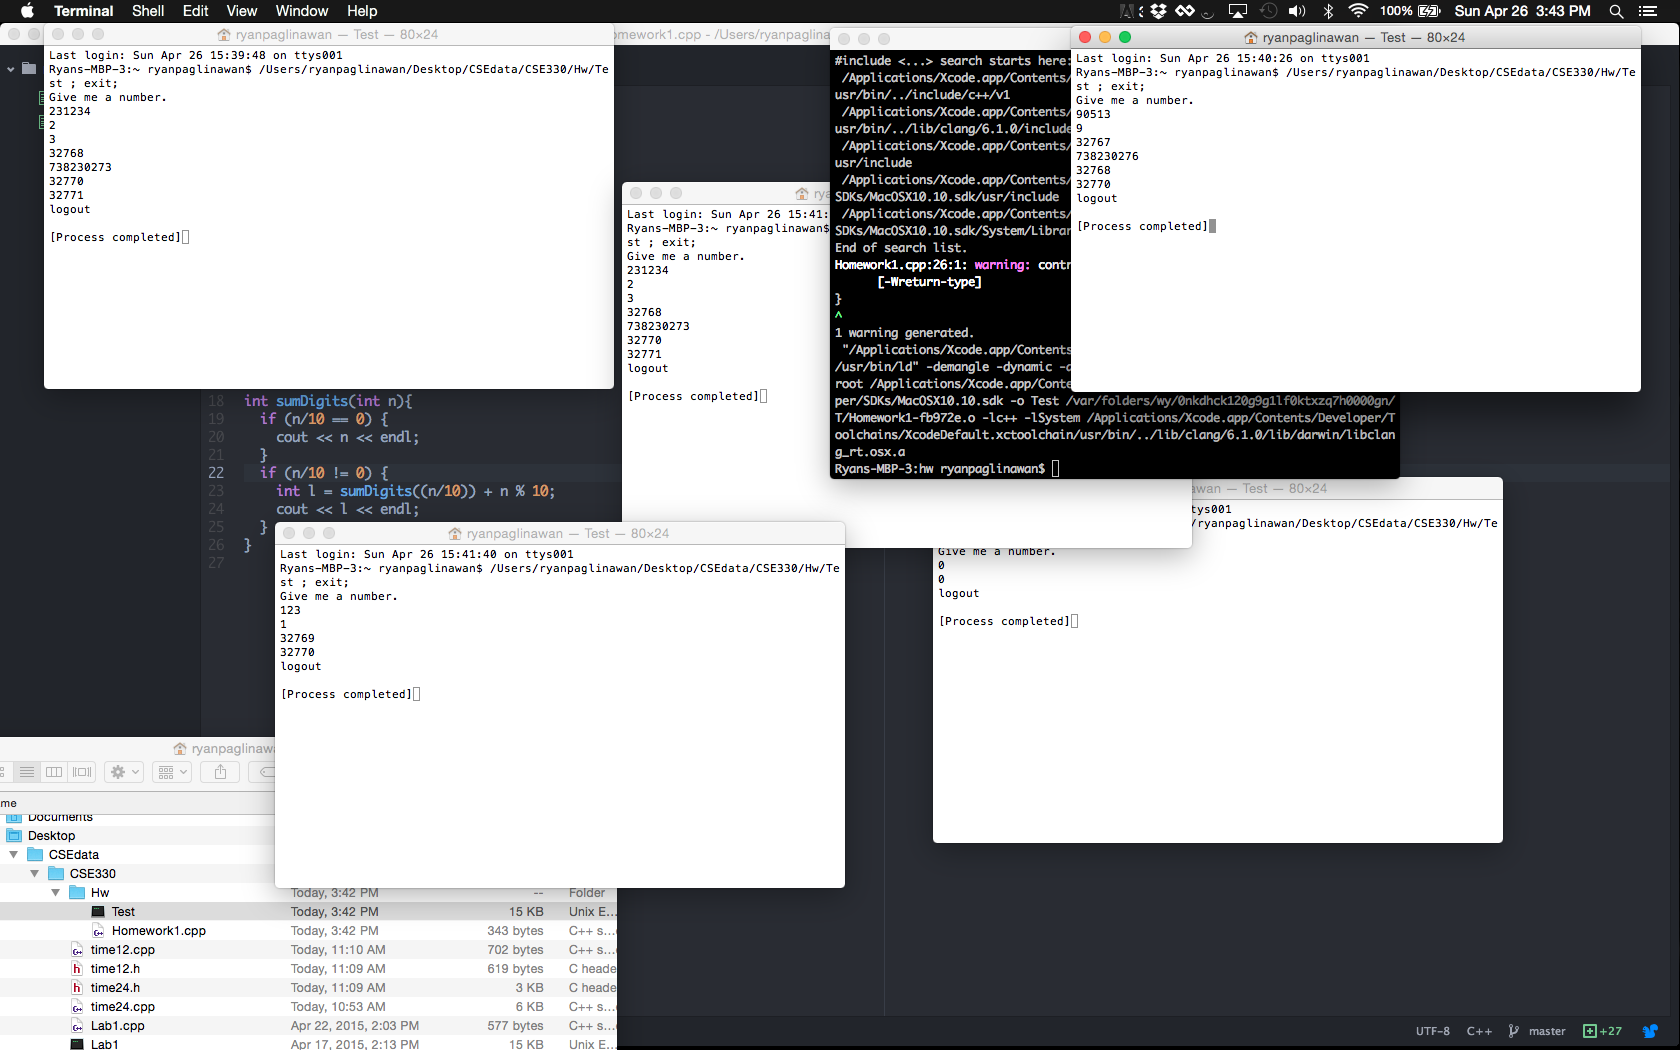 Terminal Shell Edit View Window Help
100% Sun Apr 26 3:43 PM
ryanpaglinawan — Test — 80×24
Last login: Sun Apr 26 15:39:48 on ttys001
Ryans-MBP-3:~ ryanpaglinawan$ /Users/ryanpaglinawan/Desktop/CSEdata/CSE330/Hw/Te
st ; exit;
Give me a number.
231234
2
3
32768
738230273
32770
32771
logout
[Process completed]
omework1.cpp - /Users/ryanpaglina
Last login: Sun Apr 26 15:41:
Ryans-MBP-3:~ ryanpaglinawan$
st ; exit;
Give me a number.
231234
2
3
32768
738230273
32770
32771
logout
[Process completed]
#include <...> search starts here:
/Applications/Xcode.app/Contents/
usr/bin/../include/c++/v1
/Applications/Xcode.app/Contents/
usr/bin/../lib/clang/6.1.0/include
/Applications/Xcode.app/Contents/
usr/include
/Applications/Xcode.app/Contents/
SDKs/MacOSX10.10.sdk/usr/include
/Applications/Xcode.app/Contents/
SDKs/MacOSX10.10.sdk/System/Librar
End of search list.
Homework1.cpp:26:1: warning: contr
[-Wreturn-type]
}
^
1 warning generated.
"/Applications/Xcode.app/Contents
/usr/bin/ld" -demangle -dynamic -d
root /Applications/Xcode.app/Conte
per/SDKs/MacOSX10.10.sdk -o Test /var/folders/wy/0nkdhck120g9g1lf0ktxzq7h0000gn/
T/Homework1-fb972e.o -lc++ -lSystem /Applications/Xcode.app/Contents/Developer/T
oolchains/XcodeDefault.xctoolchain/usr/bin/../lib/clang/6.1.0/lib/darwin/libclan
g_rt.osx.a
Ryans-MBP-3:hw ryanpaglinawan$
ryanpaglinawan — Test — 80×24
Last login: Sun Apr 26 15:40:26 on ttys001
Ryans-MBP-3:~ ryanpaglinawan$ /Users/ryanpaglinawan/Desktop/CSEdata/CSE330/Hw/Te
st ; exit;
Give me a number.
90513
9
32767
738230276
32768
32770
logout
[Process completed]
18 int sumDigits(int n){
19 if (n/10 == 0) {
20 cout << n << endl;
21 }
22 if (n/10 != 0) {
23 int l = sumDigits((n/10)) + n % 10;
24 cout << l << endl;
25 }
26 }
27
ryanpaglinawan — Test — 80×24
Last login: Sun Apr 26 15:41:40 on ttys001
Ryans-MBP-3:~ ryanpaglinawan$ /Users/ryanpaglinawan/Desktop/CSEdata/CSE330/Hw/Te
st ; exit;
Give me a number.
123
1
32769
32770
logout
[Process completed]
awan — Test — 80×24
tys001
/ryanpaglinawan/Desktop/CSEdata/CSE330/Hw/Te
Give me a number.
0
0
logout
[Process completed]
ryanpaglinawa
me
Documents
Desktop
CSEdata
CSE330
Hw Today, 3:42 PM -- Folder
Test Today, 3:42 PM 15 KB Unix E...
Homework1.cpp Today, 3:42 PM 343 bytes C++ s...
time12.cpp Today, 11:10 AM 702 bytes C++ s...
time12.h Today, 11:09 AM 619 bytes C heade
time24.h Today, 11:09 AM 3 KB C heade
time24.cpp Today, 10:53 AM 6 KB C++ s...
Lab1.cpp Apr 22, 2015, 2:03 PM 577 bytes C++ s...
Lab1 Apr 17, 2015, 2:13 PM 15 KB Unix E...
UTF-8 C++ master +27